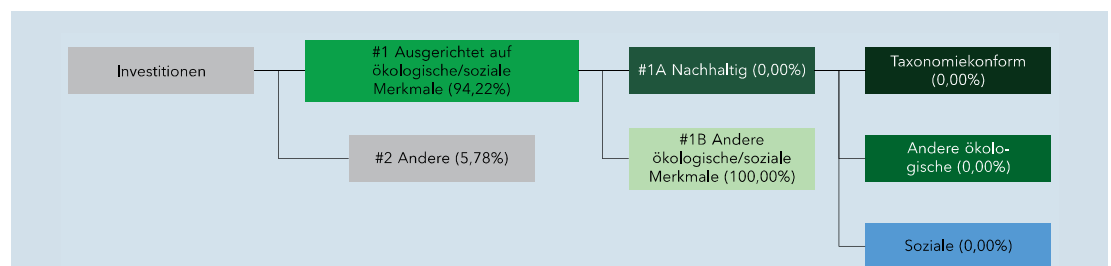 Investitionen
#1 Ausgerichtet auf
ökologische/soziale
Merkmale (94,22%)
#2 Andere (5,78%)
#1A Nachhaltig (0,00%)
#1B Andere
ökologische/soziale
Merkmale (100,00%)
Taxonomiekonform
(0,00%)
Andere ökolo-
gische (0,00%)
Soziale (0,00%)